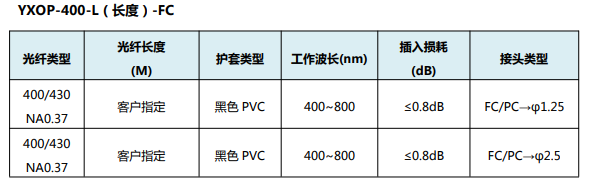 YXOP-400-L（长度）-FC
光纤类型 光纤长度(M) 护套类型 工作波长(nm) 插入损耗(dB) 接头类型
400/430 NA0.37 客户指定 黑色 PVC 400~800 ≤0.8dB FC/PC→φ1.25
400/430 NA0.37 客户指定 黑色 PVC 400~800 ≤0.8dB FC/PC→φ2.5